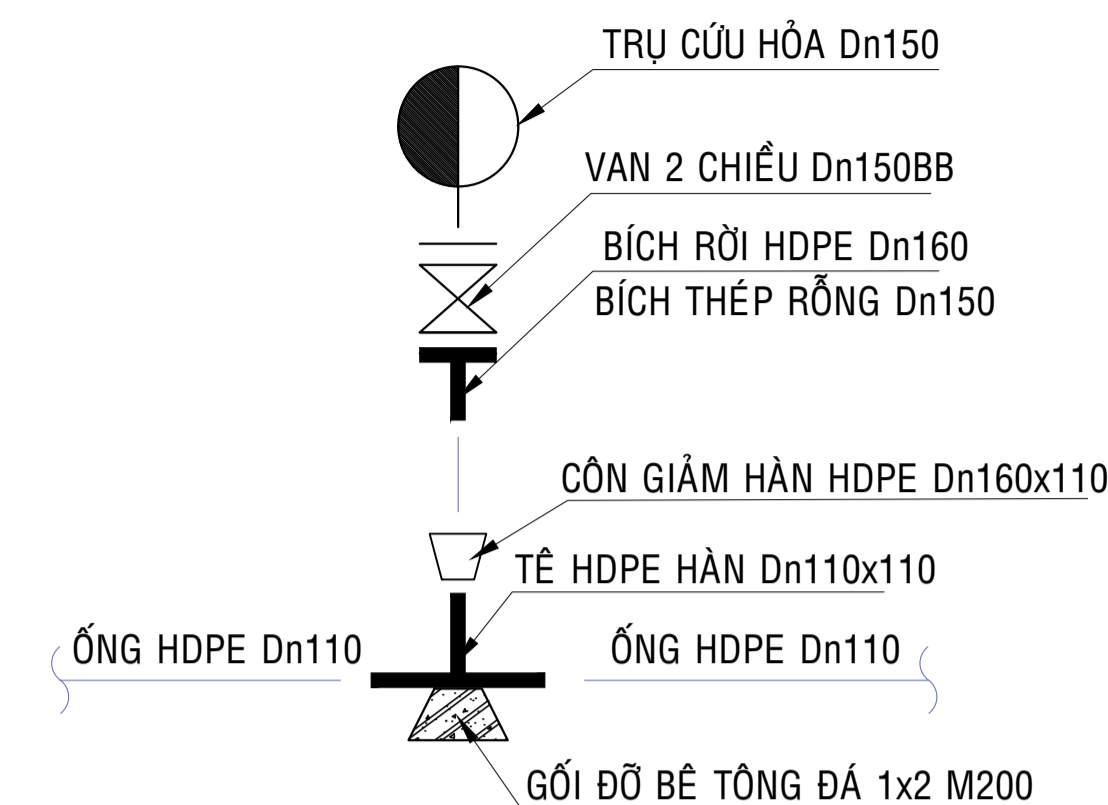 TRỤ CỨU HỎA Dn150
VAN 2 CHIỀU Dn150BB
BÍCH RỜI HDPE Dn160
BÍCH THÉP RỖNG Dn150
CÔN GIẢM HÀN HDPE Dn160x110
TÊ HDPE HÀN Dn110x110
ỐNG HDPE Dn110
ỐNG HDPE Dn110
GỐI ĐỠ BÊ TÔNG ĐÁ 1x2 M200